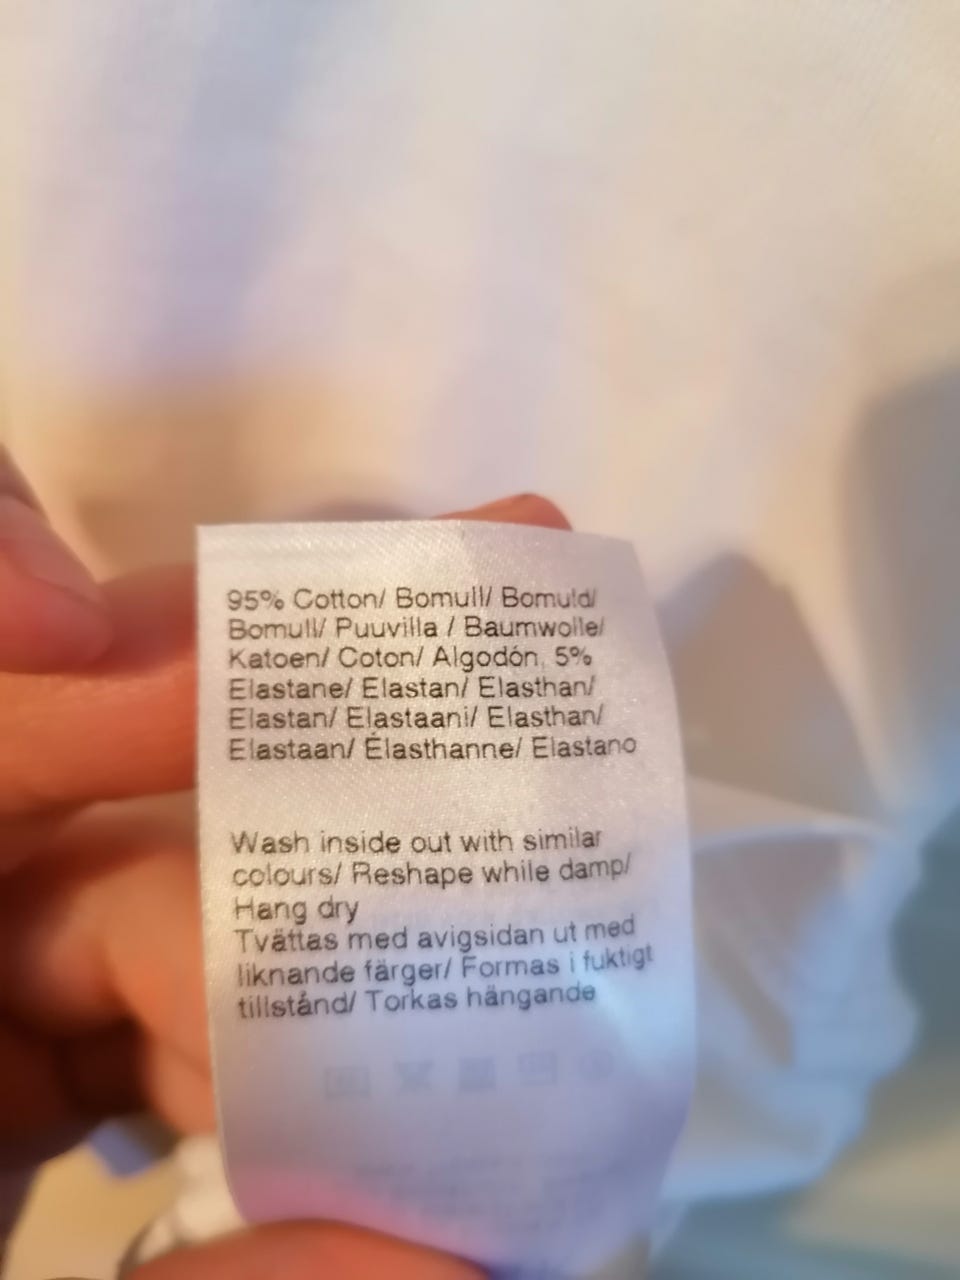 95% Cotton/ Bomull/ Bomuld/
Bomull/ Puuvilla / Baumwolle/
Katoen/ Coton/ Algodón, 5%
Elastane/ Elastan/ Elasthan/
Elastan/ Elastaani/ Elasthan/
Elastaan/ Élasthanne/ Elastano
Wash inside out with similar
colours/ Reshape while damp/
Hang dry
Tvättas med avigsidan ut med
liknande färger/ Formas i fuktigt
tillstånd/ Torkas hängande